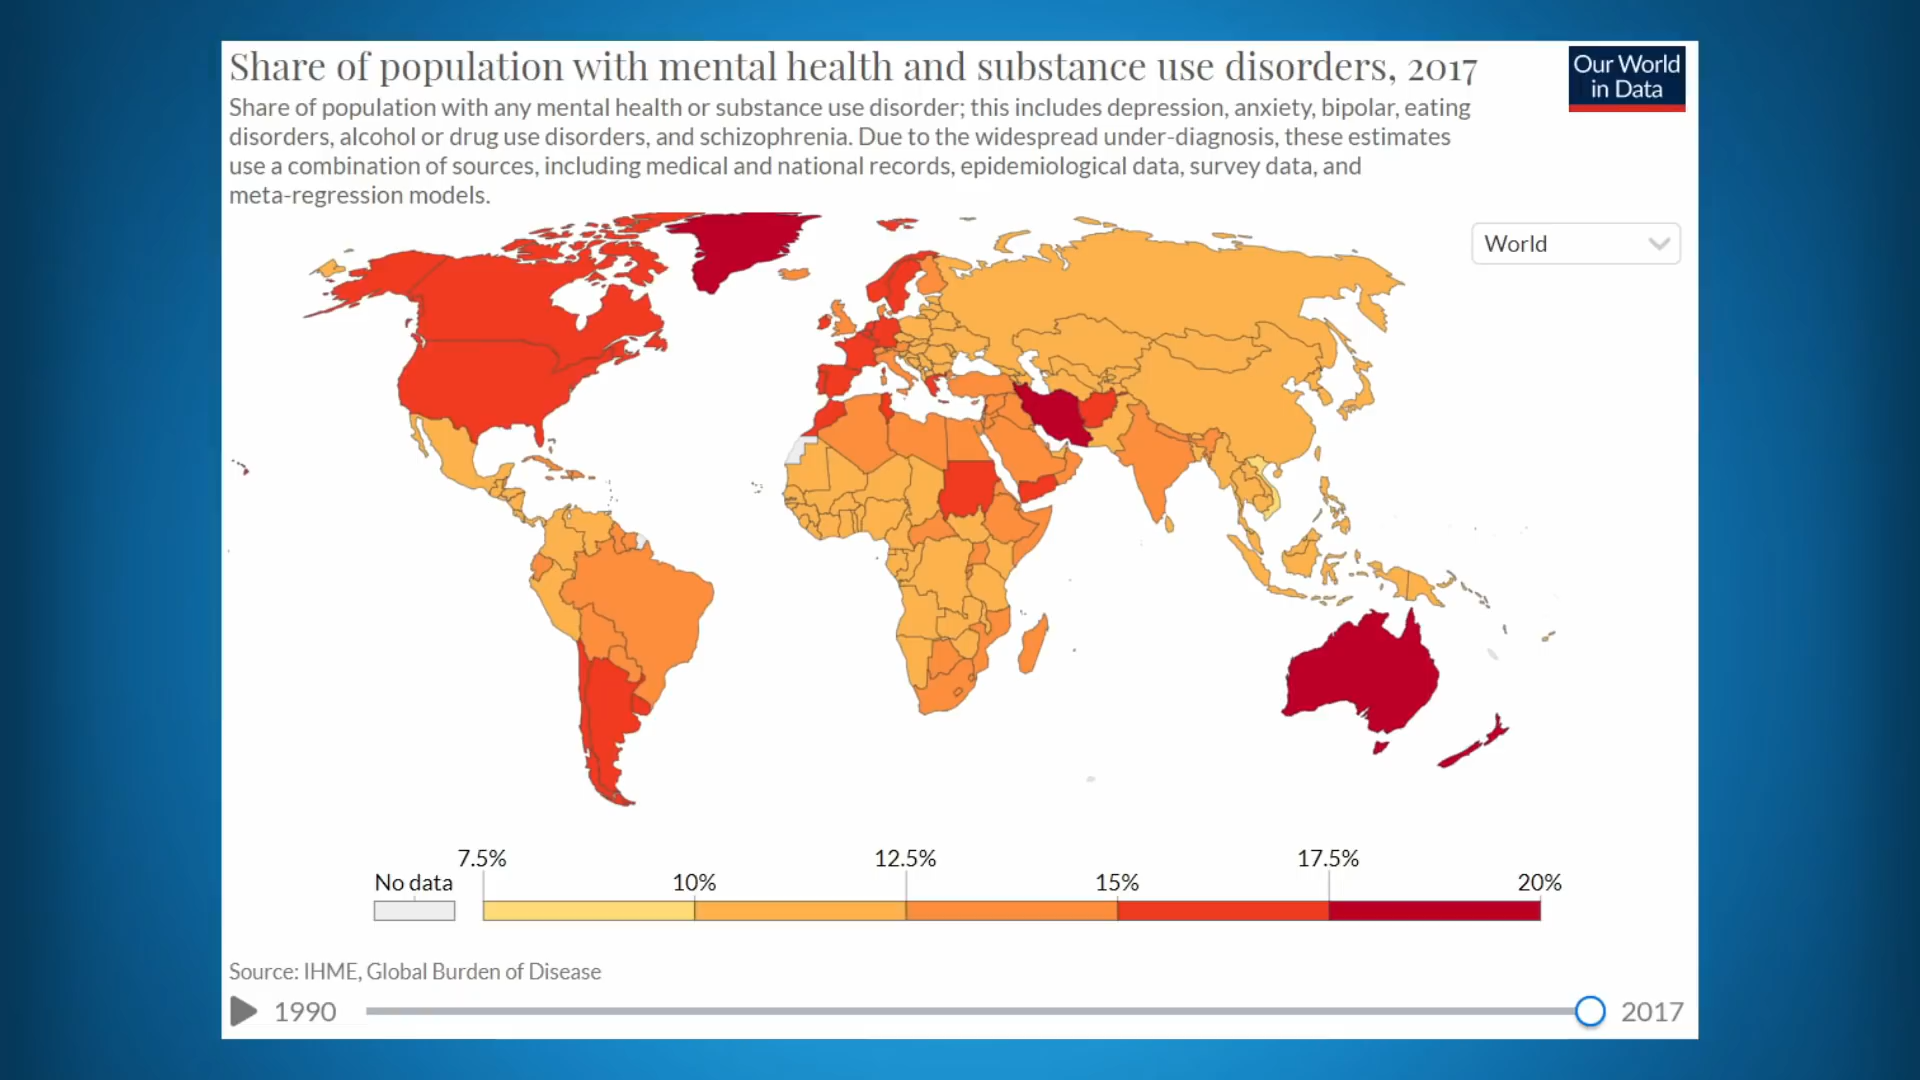 Share of population with mental health and substance use disorders, 2017
Our World
in Data
Share of population with any mental health or substance use disorder; this includes depression, anxiety, bipolar, eating
disorders, alcohol or drug use disorders, and schizophrenia. Due to the widespread under-diagnosis, these estimates
use a combination of sources, including medical and national records, epidemiological data, survey data, and
meta-regression models.
World
7.5% 12.5% 17.5%
No data 10% 15% 20%
Source: IHME, Global Burden of Disease
1990 2017